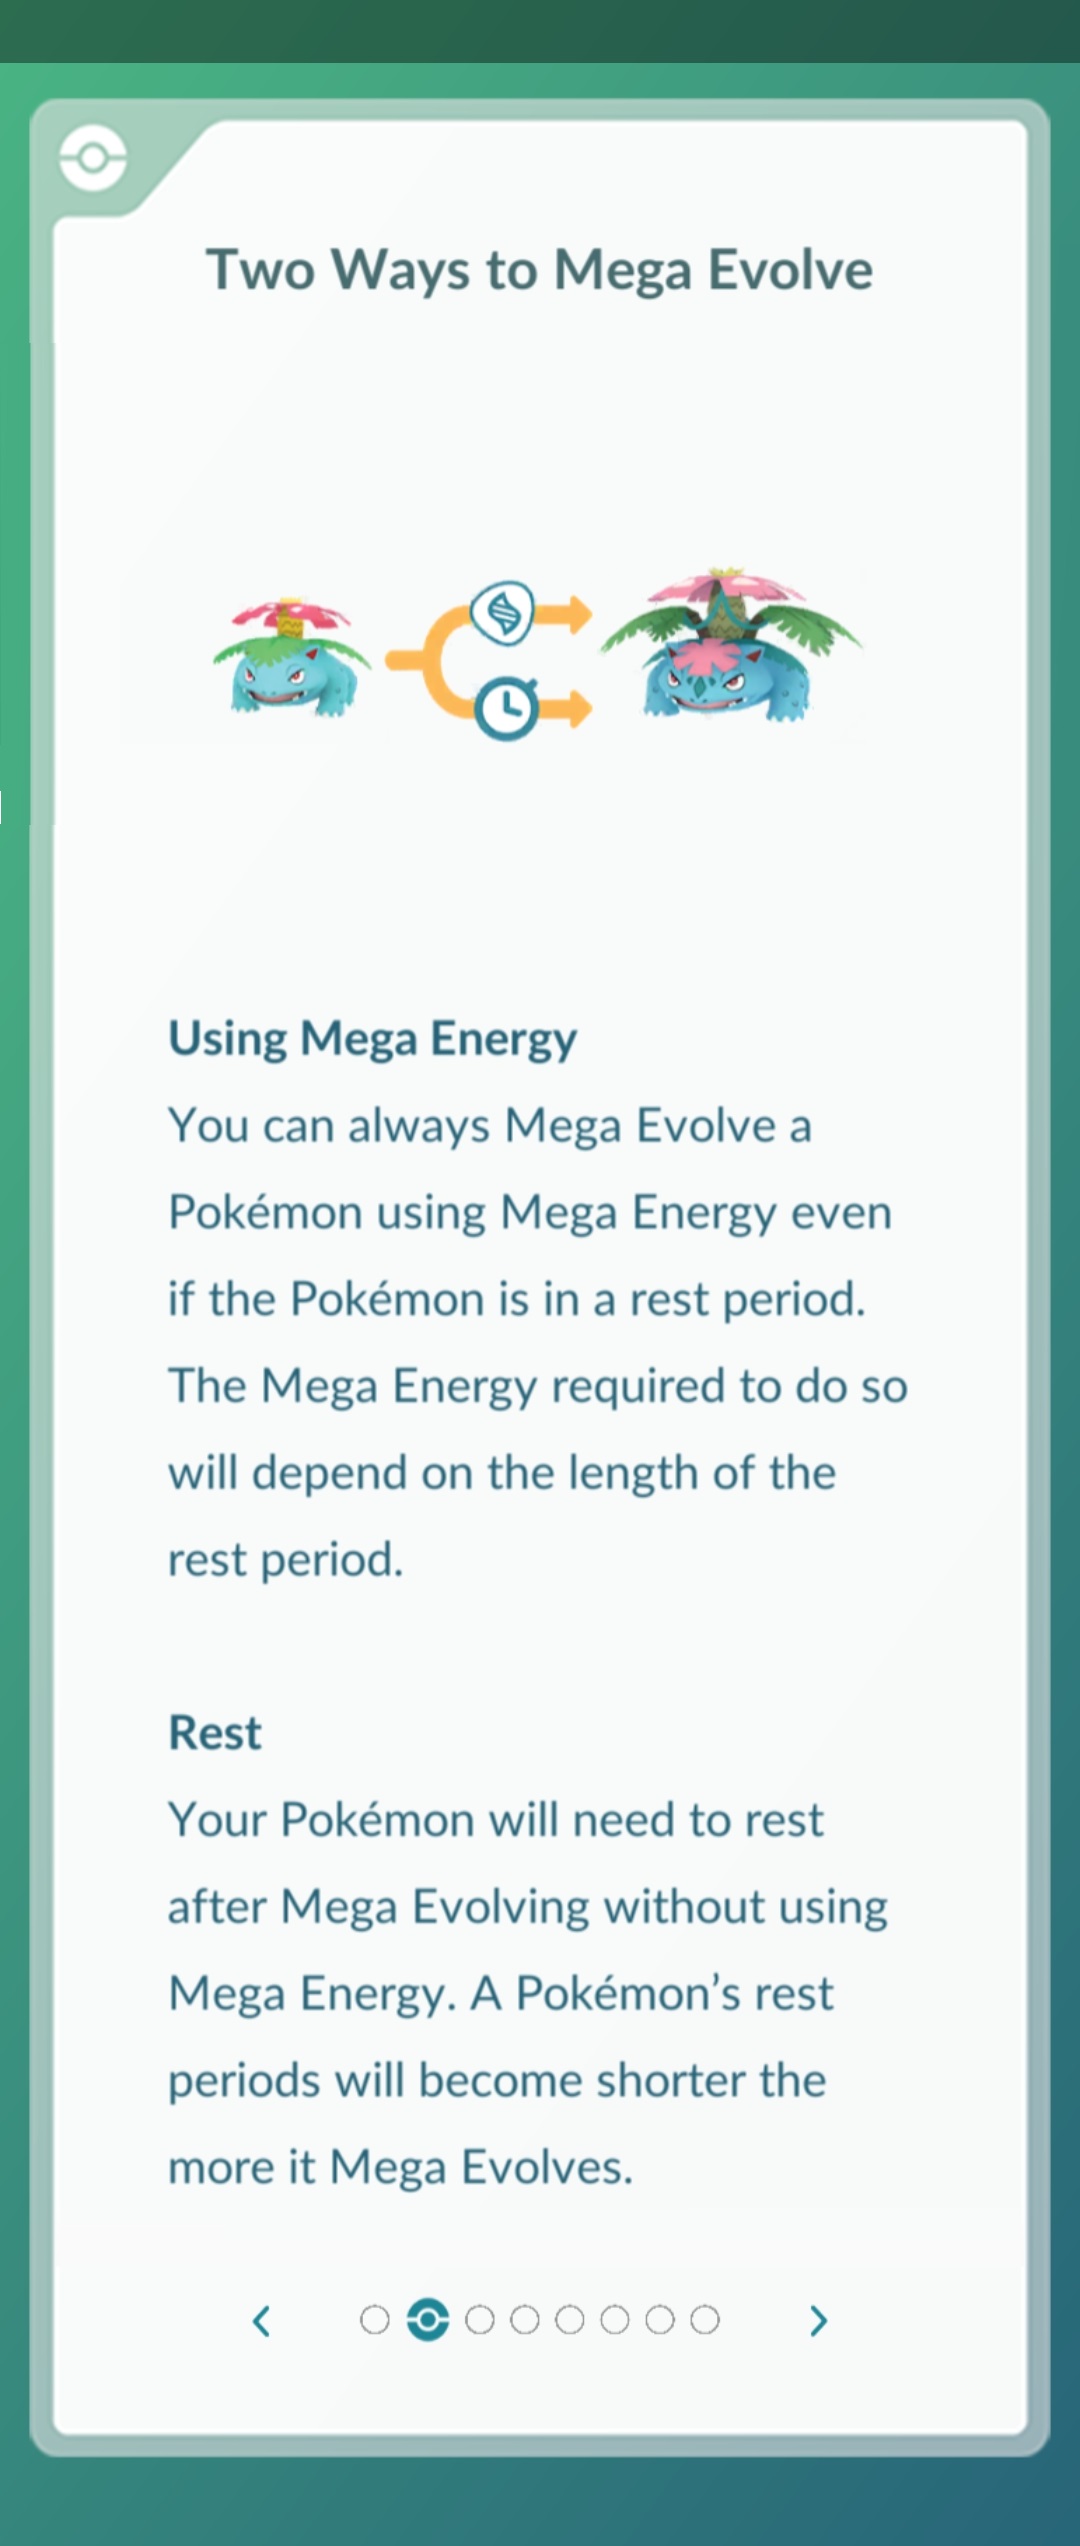 Two Ways to Mega Evolve
Using Mega Energy
You can always Mega Evolve a
Pokémon using Mega Energy even
if the Pokémon is in a rest period.
The Mega Energy required to do so
will depend on the length of the
rest period.
Rest
Your Pokémon will need to rest
after Mega Evolving without using
Mega Energy. A Pokémon’s rest
periods will become shorter the
more it Mega Evolves.